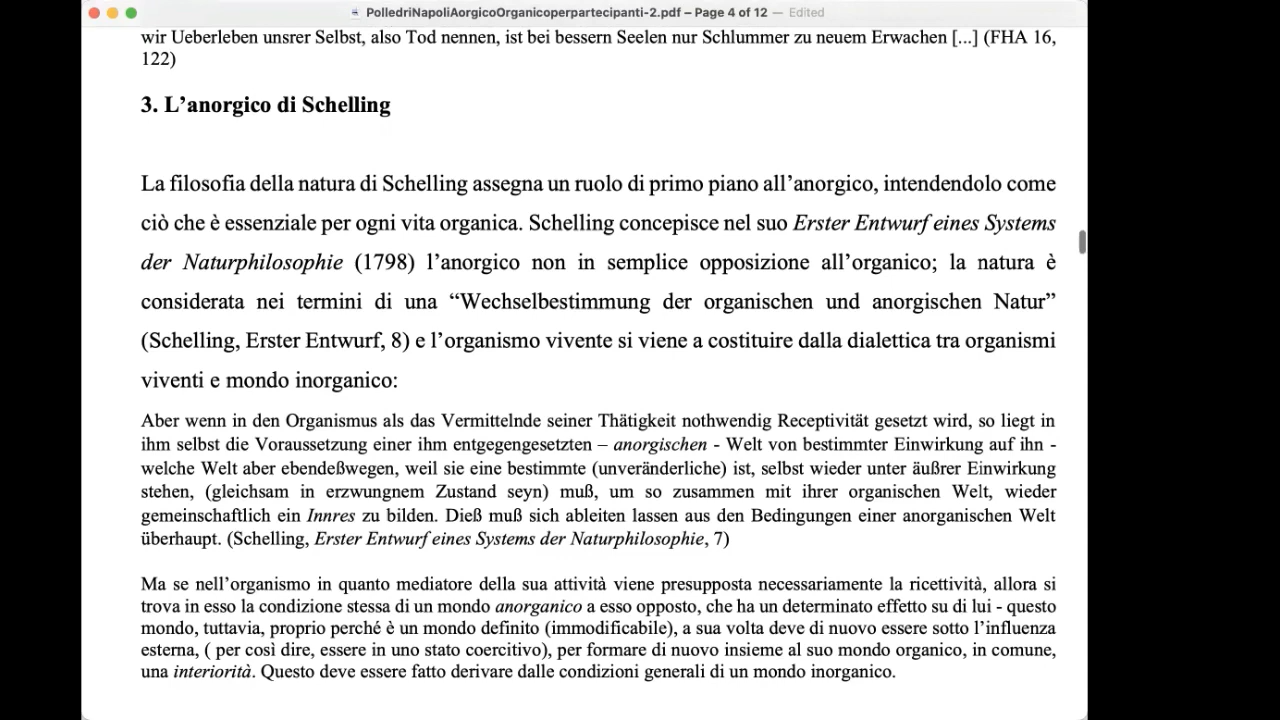 PolledriNapoliAorgicoOrganicoperpartecipanti-2.pdf – Page 4 of 12 — Edited
wir Ueberleben unsrer Selbst, also Tod nennen, ist bei bessern Seelen nur Schlummer zu neuem Erwachen [...] (FHA 16,
122)
3. L’anorgico di Schelling
La filosofia della natura di Schelling assegna un ruolo di primo piano all’anorgico, intendendolo come
ciò che è essenziale per ogni vita organica. Schelling concepisce nel suo Erster Entwurf eines Systems
der Naturphilosophie (1798) l’anorgico non in semplice opposizione all’organico; la natura è
considerata nei termini di una “Wechselbestimmung der organischen und anorgischen Natur”
(Schelling, Erster Entwurf, 8) e l’organismo vivente si viene a costituire dalla dialettica tra organismi
viventi e mondo inorganico:
Aber wenn in den Organismus als das Vermittelnde seiner Thätigkeit nothwendig Receptivität gesetzt wird, so liegt in
ihm selbst die Voraussetzung einer ihm entgegengesetzten – anorgischen - Welt von bestimmter Einwirkung auf ihn -
welche Welt aber ebendeßwegen, weil sie eine bestimmte (unveränderliche) ist, selbst wieder unter äußrer Einwirkung
stehen, (gleichsam in erzwungnem Zustand seyn) muß, um so zusammen mit ihrer organischen Welt, wieder
gemeinschaftlich ein Innres zu bilden. Dieß muß sich ableiten lassen aus den Bedingungen einer anorganischen Welt
überhaupt. (Schelling, Erster Entwurf eines Systems der Naturphilosophie, 7)
Ma se nell’organismo in quanto mediatore della sua attività viene presupposta necessariamente la ricettività, allora si
trova in esso la condizione stessa di un mondo anorganico a esso opposto, che ha un determinato effetto su di lui - questo
mondo, tuttavia, proprio perché è un mondo definito (immodificabile), a sua volta deve di nuovo essere sotto l’influenza
esterna, ( per così dire, essere in uno stato coercitivo), per formare di nuovo insieme al suo mondo organico, in comune,
una interiorità. Questo deve essere fatto derivare dalle condizioni generali di un mondo inorganico.